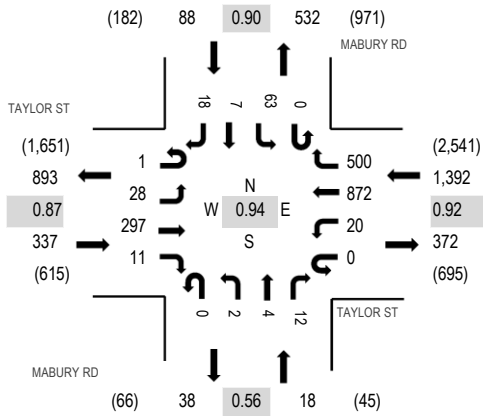 (182) 88 0.90 532 (971)
MABURY RD
TAYLOR ST
18 7 63 0
(1,651)
893
0.87
337
(615)
1
28
297
11
N
W 0.94 E
S
500
872
20
0
(2,541)
1,392
0.92
372
(695)
0 2 4 12
TAYLOR ST
MABURY RD
(66) 38 0.56 18 (45)